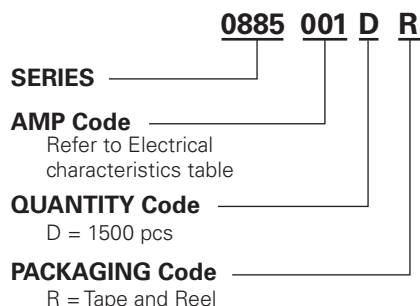 0885 001 D R
SERIES
AMP Code
Refer to Electrical
characteristics table
QUANTITY Code
D = 1500 pcs
PACKAGING Code
R = Tape and Reel